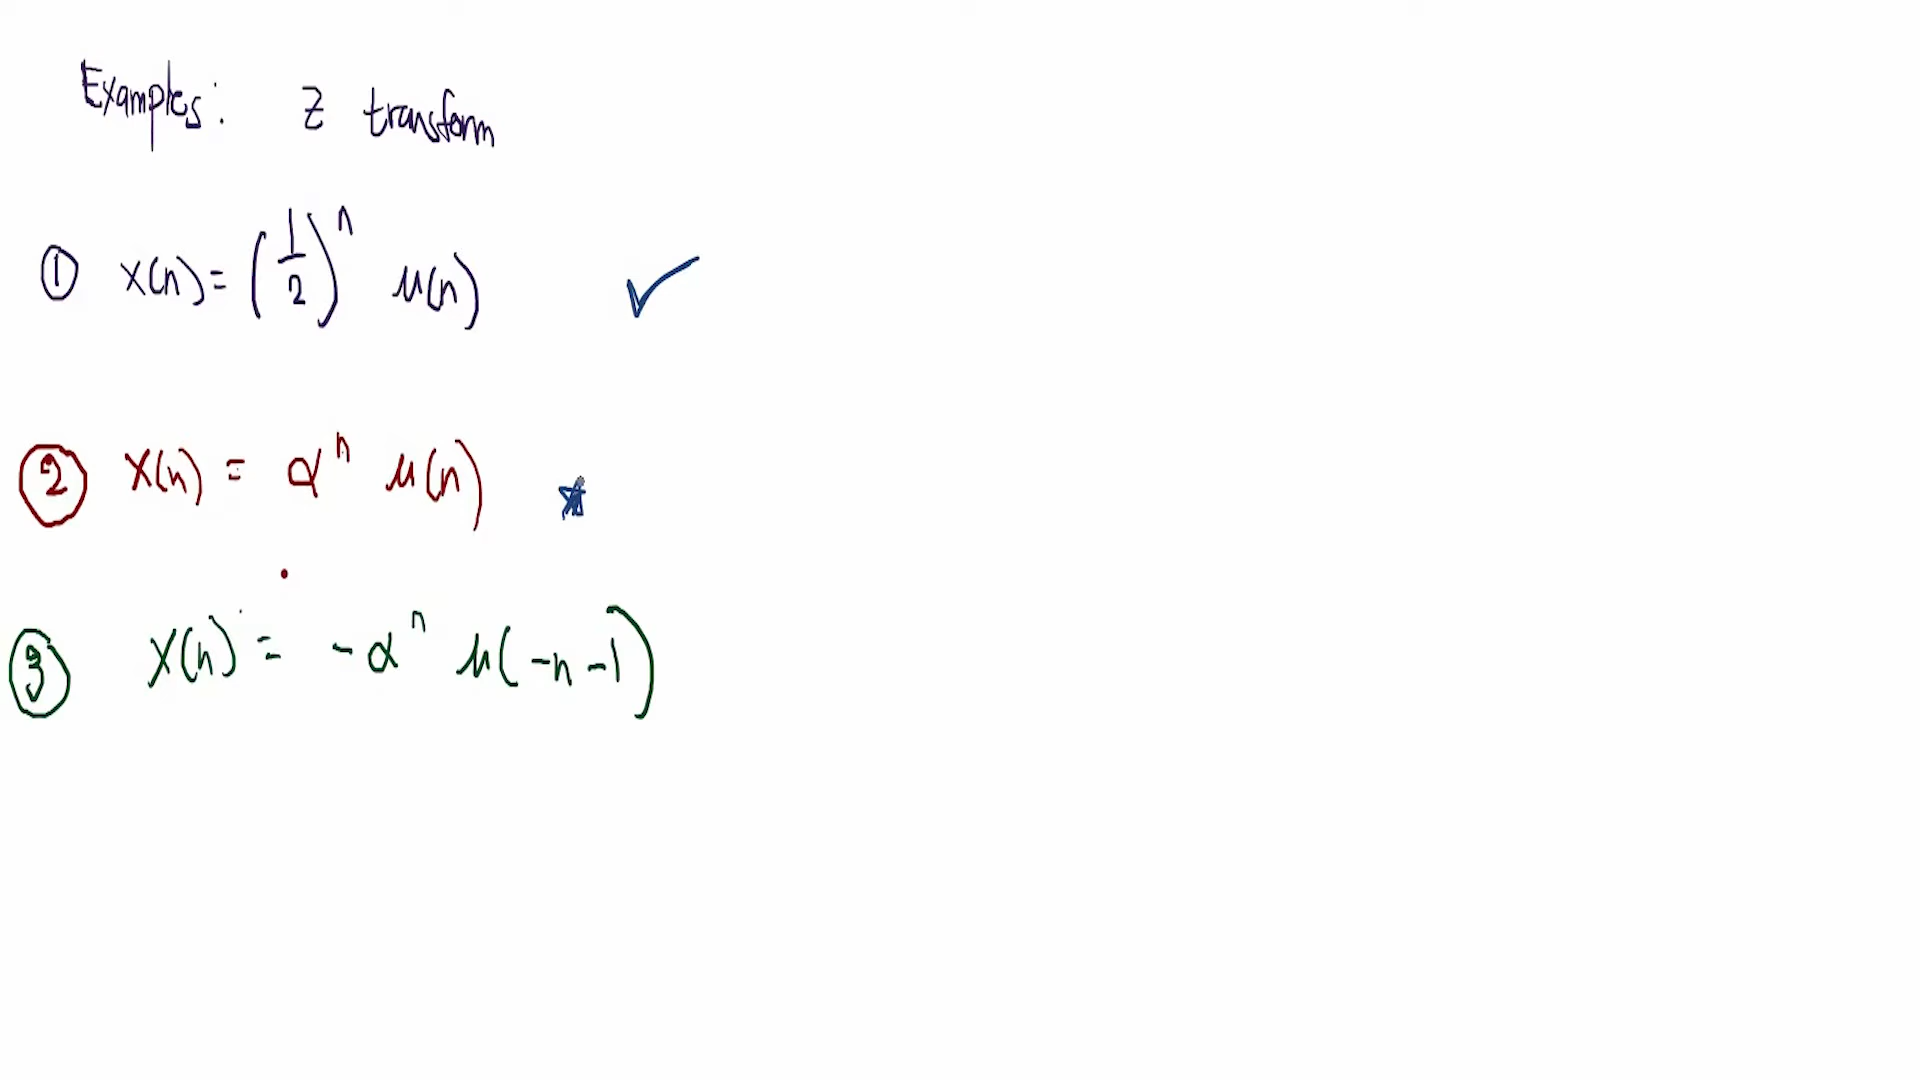 Examples: Z transform
① x(n) = (1/2)^n u(n) ✓
② x(n) = α^n u(n) ★
③ x(n) = -α^n u(-n-1)